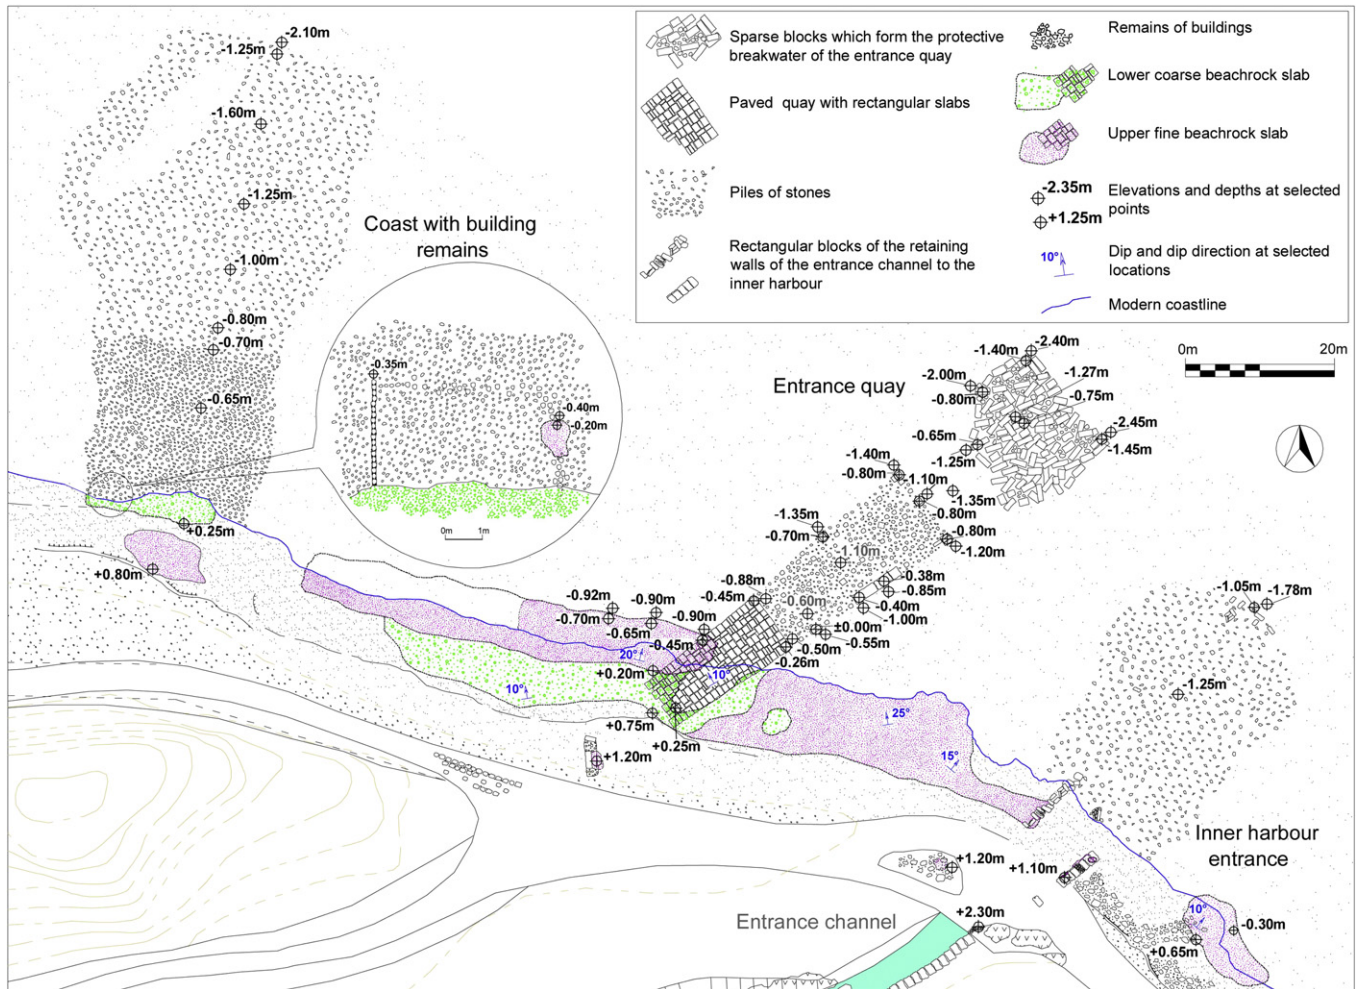 -2.10m
-1.25m
-1.60m
-1.25m
-1.00m
-0.80m
-0.70m
-0.65m
+0.25m
+0.80m
Coast with building
remains
0.35m
-0.40m
-0.20m
0m 1m
Sparse blocks which form the protective
breakwater of the entrance quay
Paved quay with rectangular slabs
Piles of stones
Rectangular blocks of the retaining
walls of the entrance channel to the
inner harbour
Remains of buildings
Lower coarse beachrock slab
Upper fine beachrock slab
-2.35m
+1.25m
Elevations and depths at selected
points
10°
Dip and dip direction at selected
locations
Modern coastline
0m 20m
Entrance quay
-2.40m
-1.40m
-2.00m
-0.80m
-1.27m
-0.75m
-2.45m
-1.45m
-0.65m
-1.25m
-1.40m
-0.80m
-1.10m
-1.35m
-0.80m
-1.35m
-0.70m
-0.80m
-1.20m
1.10m
-0.38m
-0.85m
-0.88m
-0.45m
-0.60m
-0.40m
-1.00m
±0.00m
-0.55m
-0.50m
-0.26m
-0.92m
-0.90m
-0.70m
-0.65m
-0.90m
-0.45m
20°
+0.20m
10°
10°
+0.75m
+0.25m
+1.20m
25°
15°
-1.05m
-1.78m
-1.25m
Inner harbour
entrance
+1.20m
+1.10m
Entrance channel
+2.30m
10°
-0.30m
+0.65m